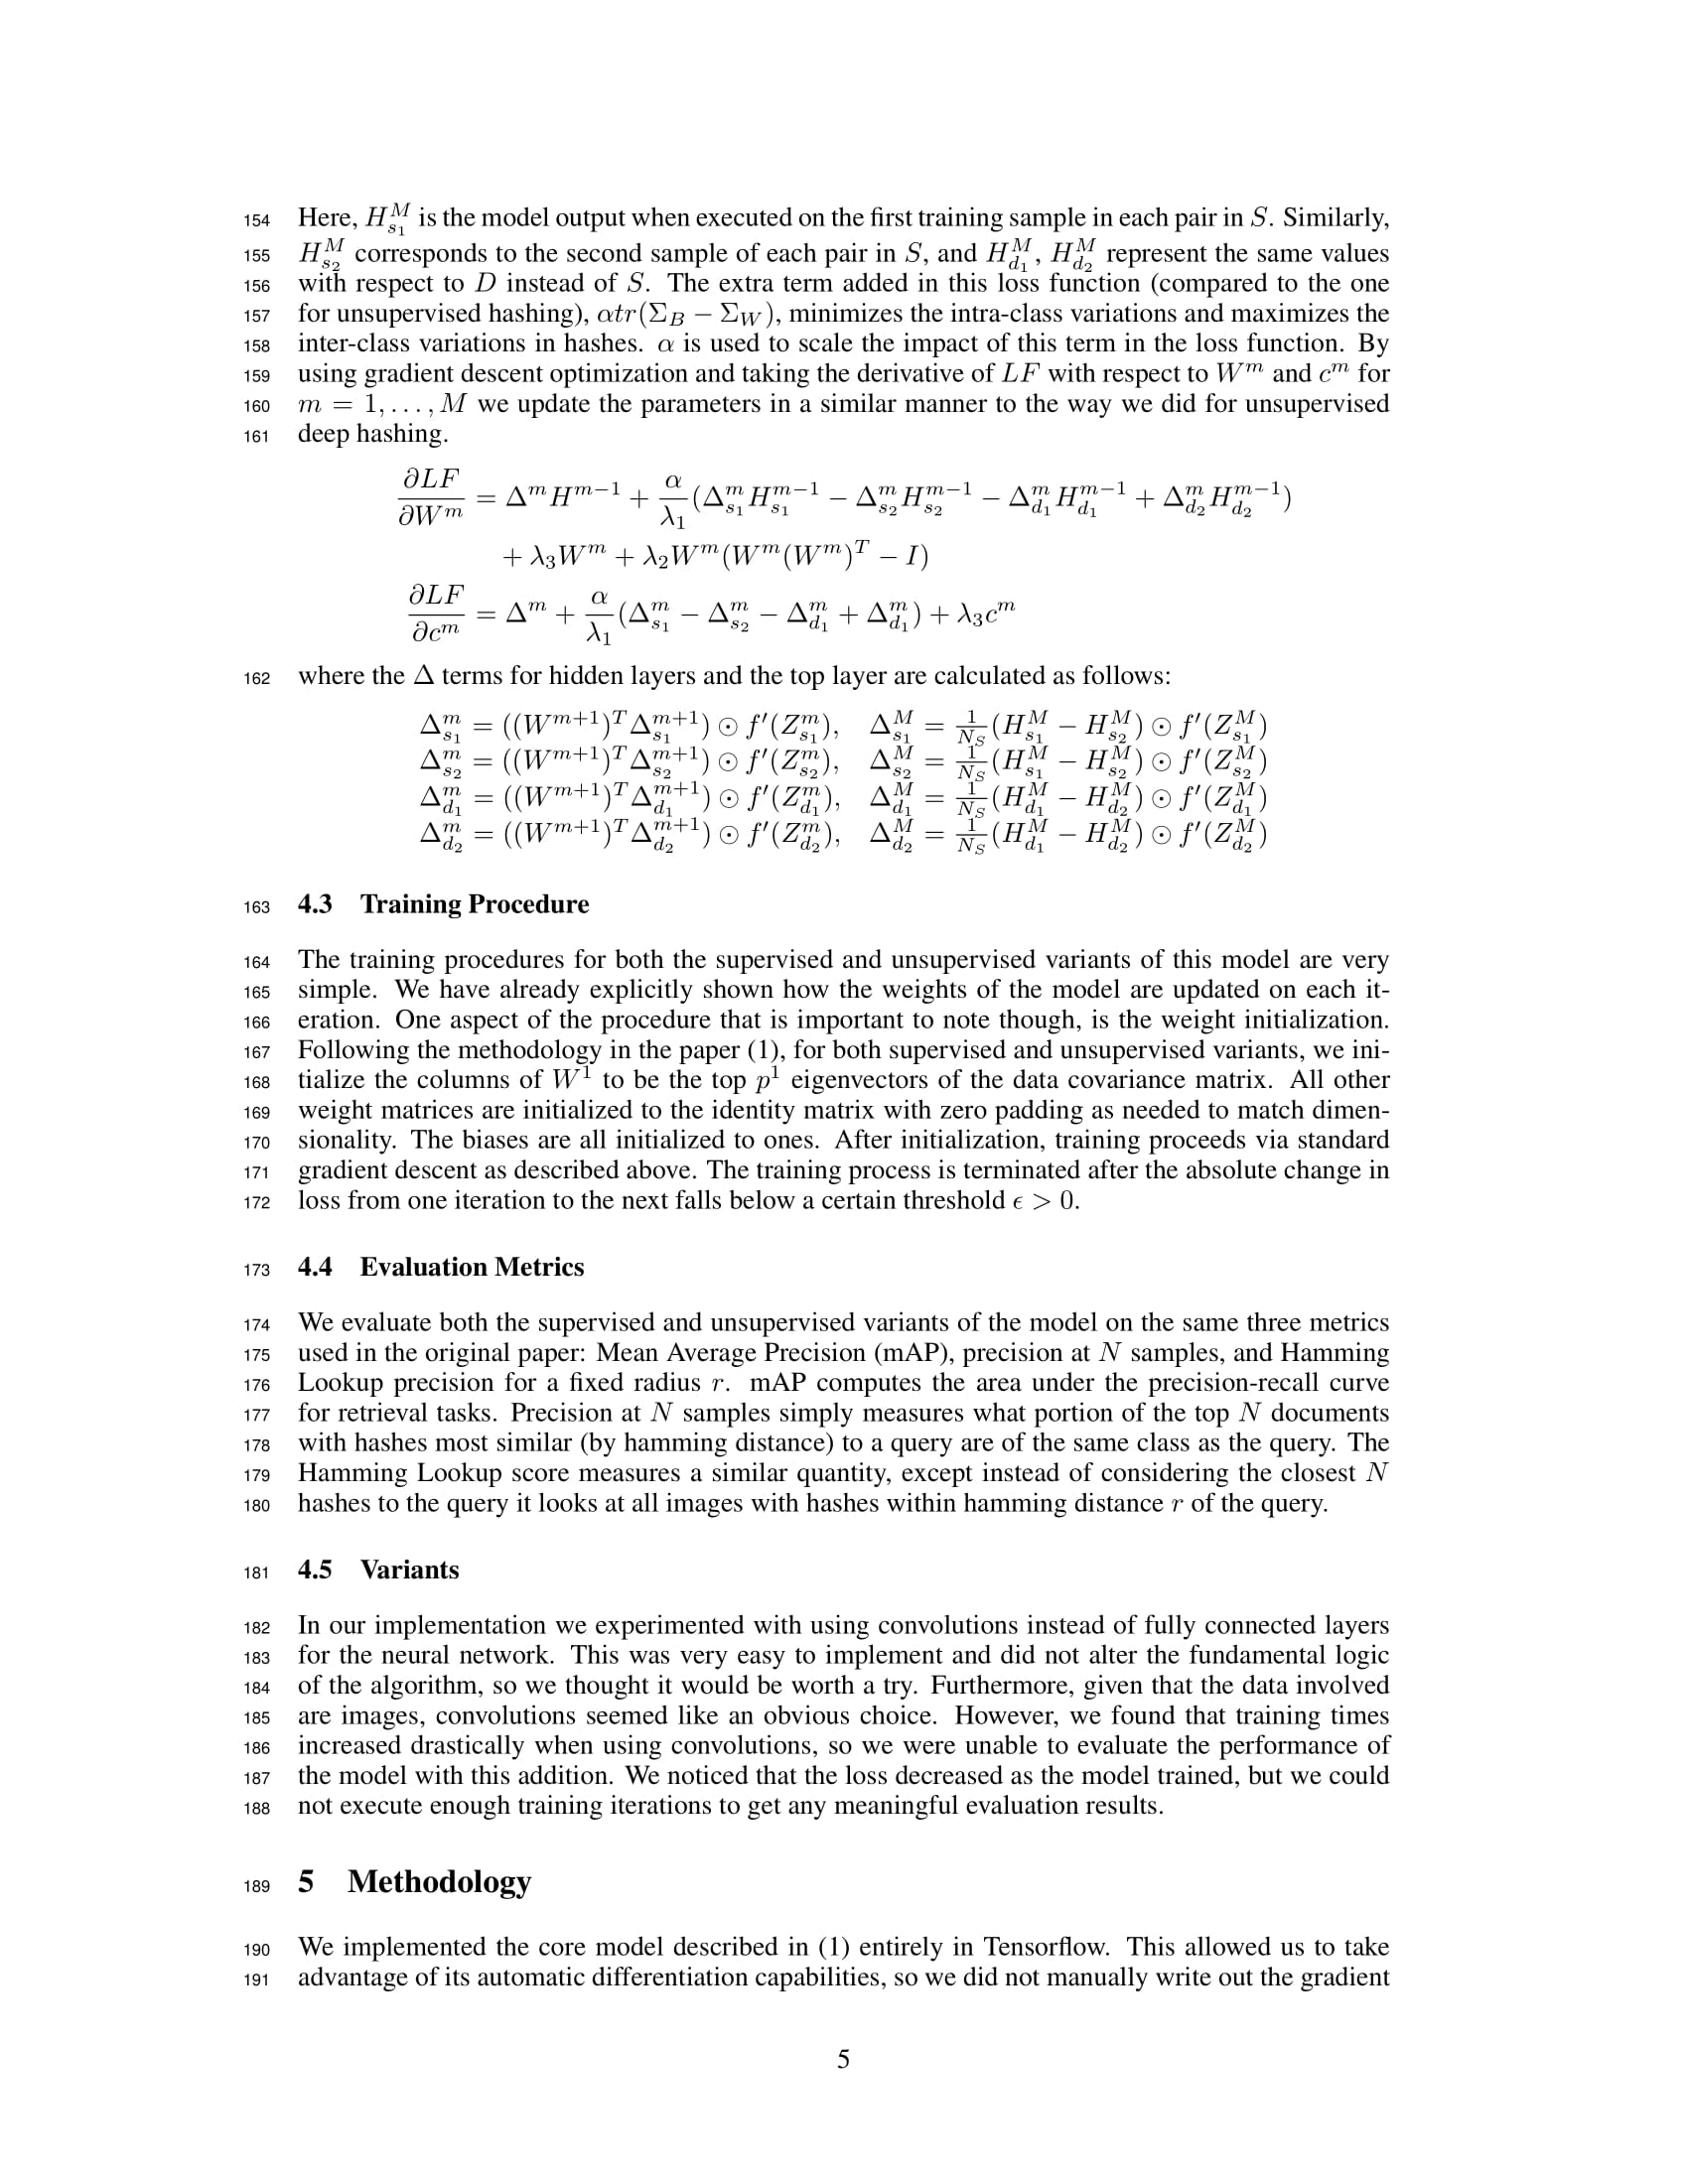 154 Here, $H_{s_1}^M$ is the model output when executed on the first training sample in each pair in $S$. Similarly,
155 $H_{s_2}^M$ corresponds to the second sample of each pair in $S$, and $H_{d_1}^M$, $H_{d_2}^M$ represent the same values
156 with respect to $D$ instead of $S$. The extra term added in this loss function (compared to the one
157 for unsupervised hashing), $\alpha tr(\Sigma_B - \Sigma_W)$, minimizes the intra-class variations and maximizes the
158 inter-class variations in hashes. $\alpha$ is used to scale the impact of this term in the loss function. By
159 using gradient descent optimization and taking the derivative of $LF$ with respect to $W^m$ and $c^m$ for
160 $m = 1, \ldots, M$ we update the parameters in a similar manner to the way we did for unsupervised
161 deep hashing.
$\frac{\partial LF}{\partial W^m} = \Delta^m H^{m-1} + \frac{\alpha}{\lambda_1}(\Delta_{s_1}^m H_{s_1}^{m-1} - \Delta_{s_2}^m H_{s_2}^{m-1} - \Delta_{d_1}^m H_{d_1}^{m-1} + \Delta_{d_2}^m H_{d_2}^{m-1})$
$+ \lambda_3 W^m + \lambda_2 W^m(W^m(W^m)^T - I)$
$\frac{\partial LF}{\partial c^m} = \Delta^m + \frac{\alpha}{\lambda_1}(\Delta_{s_1}^m - \Delta_{s_2}^m - \Delta_{d_1}^m + \Delta_{d_1}^m) + \lambda_3 c^m$
162 where the $\Delta$ terms for hidden layers and the top layer are calculated as follows:
$\Delta_{s_1}^m = ((W^{m+1})^T \Delta_{s_1}^{m+1}) \odot f'(Z_{s_1}^m), \quad \Delta_{s_1}^M = \frac{1}{N_S}(H_{s_1}^M - H_{s_2}^M) \odot f'(Z_{s_1}^M)$
$\Delta_{s_2}^m = ((W^{m+1})^T \Delta_{s_2}^{m+1}) \odot f'(Z_{s_2}^m), \quad \Delta_{s_2}^M = \frac{1}{N_S}(H_{s_1}^M - H_{s_2}^M) \odot f'(Z_{s_2}^M)$
$\Delta_{d_1}^m = ((W^{m+1})^T \Delta_{d_1}^{m+1}) \odot f'(Z_{d_1}^m), \quad \Delta_{d_1}^M = \frac{1}{N_S}(H_{d_1}^M - H_{d_2}^M) \odot f'(Z_{d_1}^M)$
$\Delta_{d_2}^m = ((W^{m+1})^T \Delta_{d_2}^{m+1}) \odot f'(Z_{d_2}^m), \quad \Delta_{d_2}^M = \frac{1}{N_S}(H_{d_1}^M - H_{d_2}^M) \odot f'(Z_{d_2}^M)$
163 4.3 Training Procedure
164 The training procedures for both the supervised and unsupervised variants of this model are very
165 simple. We have already explicitly shown how the weights of the model are updated on each it-
166 eration. One aspect of the procedure that is important to note though, is the weight initialization.
167 Following the methodology in the paper (1), for both supervised and unsupervised variants, we ini-
168 tialize the columns of $W^1$ to be the top $p^1$ eigenvectors of the data covariance matrix. All other
169 weight matrices are initialized to the identity matrix with zero padding as needed to match dimen-
170 sionality. The biases are all initialized to ones. After initialization, training proceeds via standard
171 gradient descent as described above. The training process is terminated after the absolute change in
172 loss from one iteration to the next falls below a certain threshold $\epsilon > 0$.
173 4.4 Evaluation Metrics
174 We evaluate both the supervised and unsupervised variants of the model on the same three metrics
175 used in the original paper: Mean Average Precision (mAP), precision at $N$ samples, and Hamming
176 Lookup precision for a fixed radius $r$. mAP computes the area under the precision-recall curve
177 for retrieval tasks. Precision at $N$ samples simply measures what portion of the top $N$ documents
178 with hashes most similar (by hamming distance) to a query are of the same class as the query. The
179 Hamming Lookup score measures a similar quantity, except instead of considering the closest $N$
180 hashes to the query it looks at all images with hashes within hamming distance $r$ of the query.
181 4.5 Variants
182 In our implementation we experimented with using convolutions instead of fully connected layers
183 for the neural network. This was very easy to implement and did not alter the fundamental logic
184 of the algorithm, so we thought it would be worth a try. Furthermore, given that the data involved
185 are images, convolutions seemed like an obvious choice. However, we found that training times
186 increased drastically when using convolutions, so we were unable to evaluate the performance of
187 the model with this addition. We noticed that the loss decreased as the model trained, but we could
188 not execute enough training iterations to get any meaningful evaluation results.
189 5 Methodology
190 We implemented the core model described in (1) entirely in Tensorflow. This allowed us to take
191 advantage of its automatic differentiation capabilities, so we did not manually write out the gradient
5